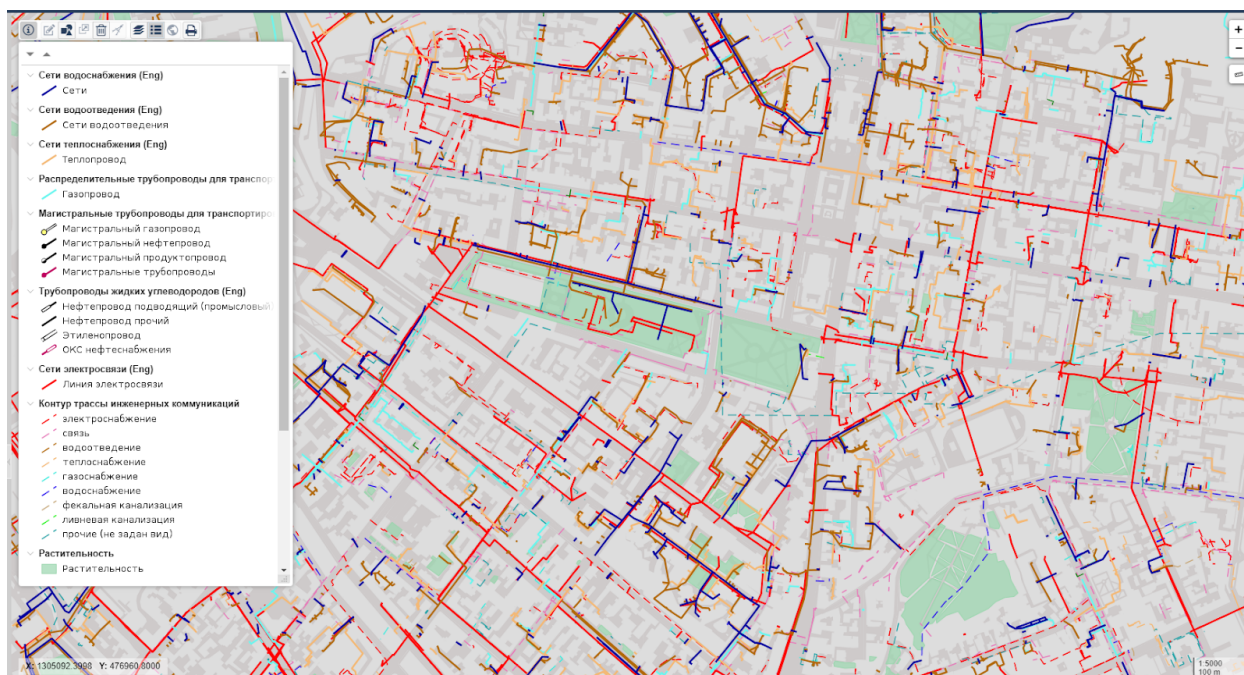 Сети водоснабжения (Eng)
Сети
Сети водоотведения (Eng)
Сети водоотведения
Сети теплоснабжения (Eng)
Теплопровод
Распределительные трубопроводы для транспор
Газопровод
Магистральные трубопроводы для транспортиро
Магистральный газопровод
Магистральный нефтепровод
Магистральный продуктопровод
Магистральные трубопроводы
Трубопроводы жидких углеводородов (Eng)
Нефтепровод подводящий (промысловый)
Нефтепровод прочий
Этиленопровод
ОКС нефтеснабжения
Сети электросвязи (Eng)
Линия электросвязи
Контур трассы инженерных коммуникаций
электроснабжение
связь
водоотведение
теплоснабжение
газоснабжение
водоснабжение
фекальная канализация
ливневая канализация
прочие (не задан вид)
Растительность
Растительность
X: 1305092.3998 Y: 476960.8000
1:5000
100 m